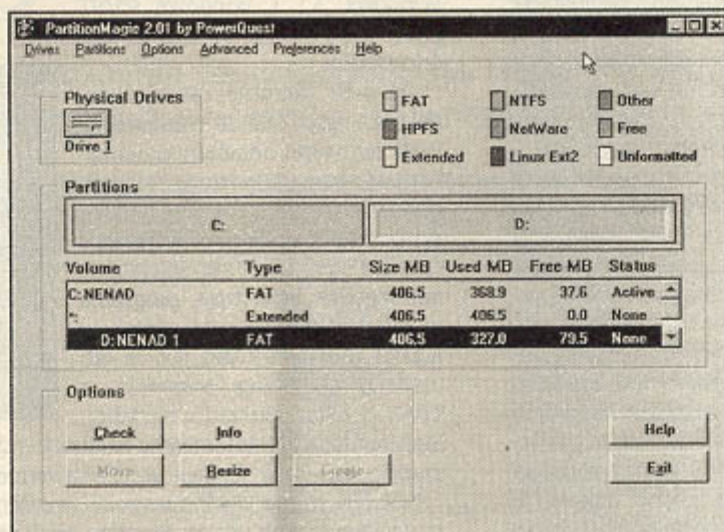 PartitionMagic 2.01 by PowerQuest
Drives Partitions Options Advanced Preferences Help
Physical Drives
Drive 1
FAT NTFS Other
HPFS NetWare Free
Extended Linux Ext2 Unformatted
Partitions
C: D:
Volume Type Size MB Used MB Free MB Status
C: NENAD FAT 406.5 368.9 37.6 Active
*: Extended 406.5 406.5 0.0 None
D: NENAD 1 FAT 406.5 327.0 79.5 None
Options
Check Info Help
Move Resize Create Exit